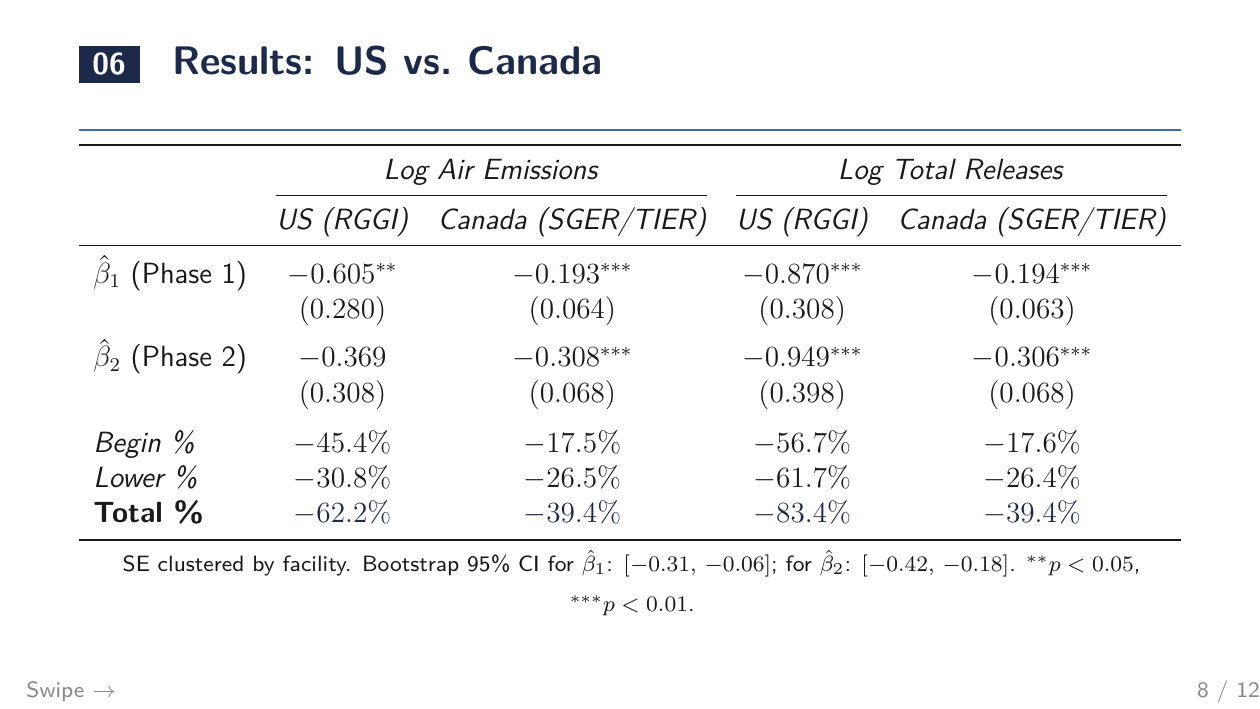 06 Results: US vs. Canada
Log Air Emissions Log Total Releases
US (RGGI) Canada (SGER/TIER) US (RGGI) Canada (SGER/TIER)
β̂₁ (Phase 1) −0.605** −0.193*** −0.870*** −0.194***
(0.280) (0.064) (0.308) (0.063)
β̂₂ (Phase 2) −0.369 −0.308*** −0.949*** −0.306***
(0.308) (0.068) (0.398) (0.068)
Begin % −45.4% −17.5% −56.7% −17.6%
Lower % −30.8% −26.5% −61.7% −26.4%
Total % −62.2% −39.4% −83.4% −39.4%
SE clustered by facility. Bootstrap 95% CI for β̂₁: [−0.31, −0.06]; for β̂₂: [−0.42, −0.18]. **p < 0.05,
***p < 0.01.
Swipe → 8 / 12